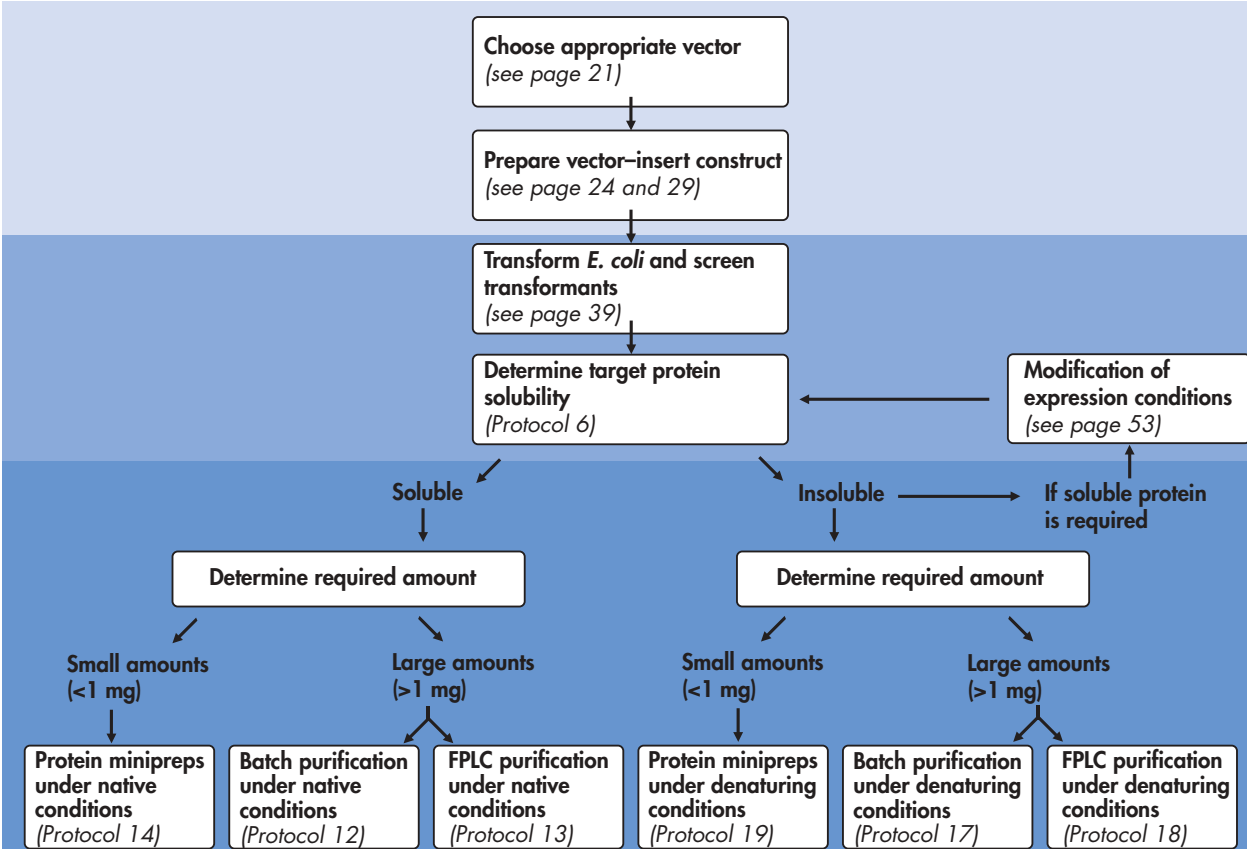 Choose appropriate vector
(see page 21)
Prepare vector–insert construct
(see page 24 and 29)
Transform E. coli and screen
transformants
(see page 39)
Determine target protein
solubility
(Protocol 6)
Modification of
expression conditions
(see page 53)
Soluble
Insoluble
If soluble protein
is required
Determine required amount
Determine required amount
Small amounts
(<1 mg)
Large amounts
(>1 mg)
Small amounts
(<1 mg)
Large amounts
(>1 mg)
Protein minipreps
under native
conditions
(Protocol 14)
Batch purification
under native
conditions
(Protocol 12)
FPLC purification
under native
conditions
(Protocol 13)
Protein minipreps
under denaturing
conditions
(Protocol 19)
Batch purification
under denaturing
conditions
(Protocol 17)
FPLC purification
under denaturing
conditions
(Protocol 18)